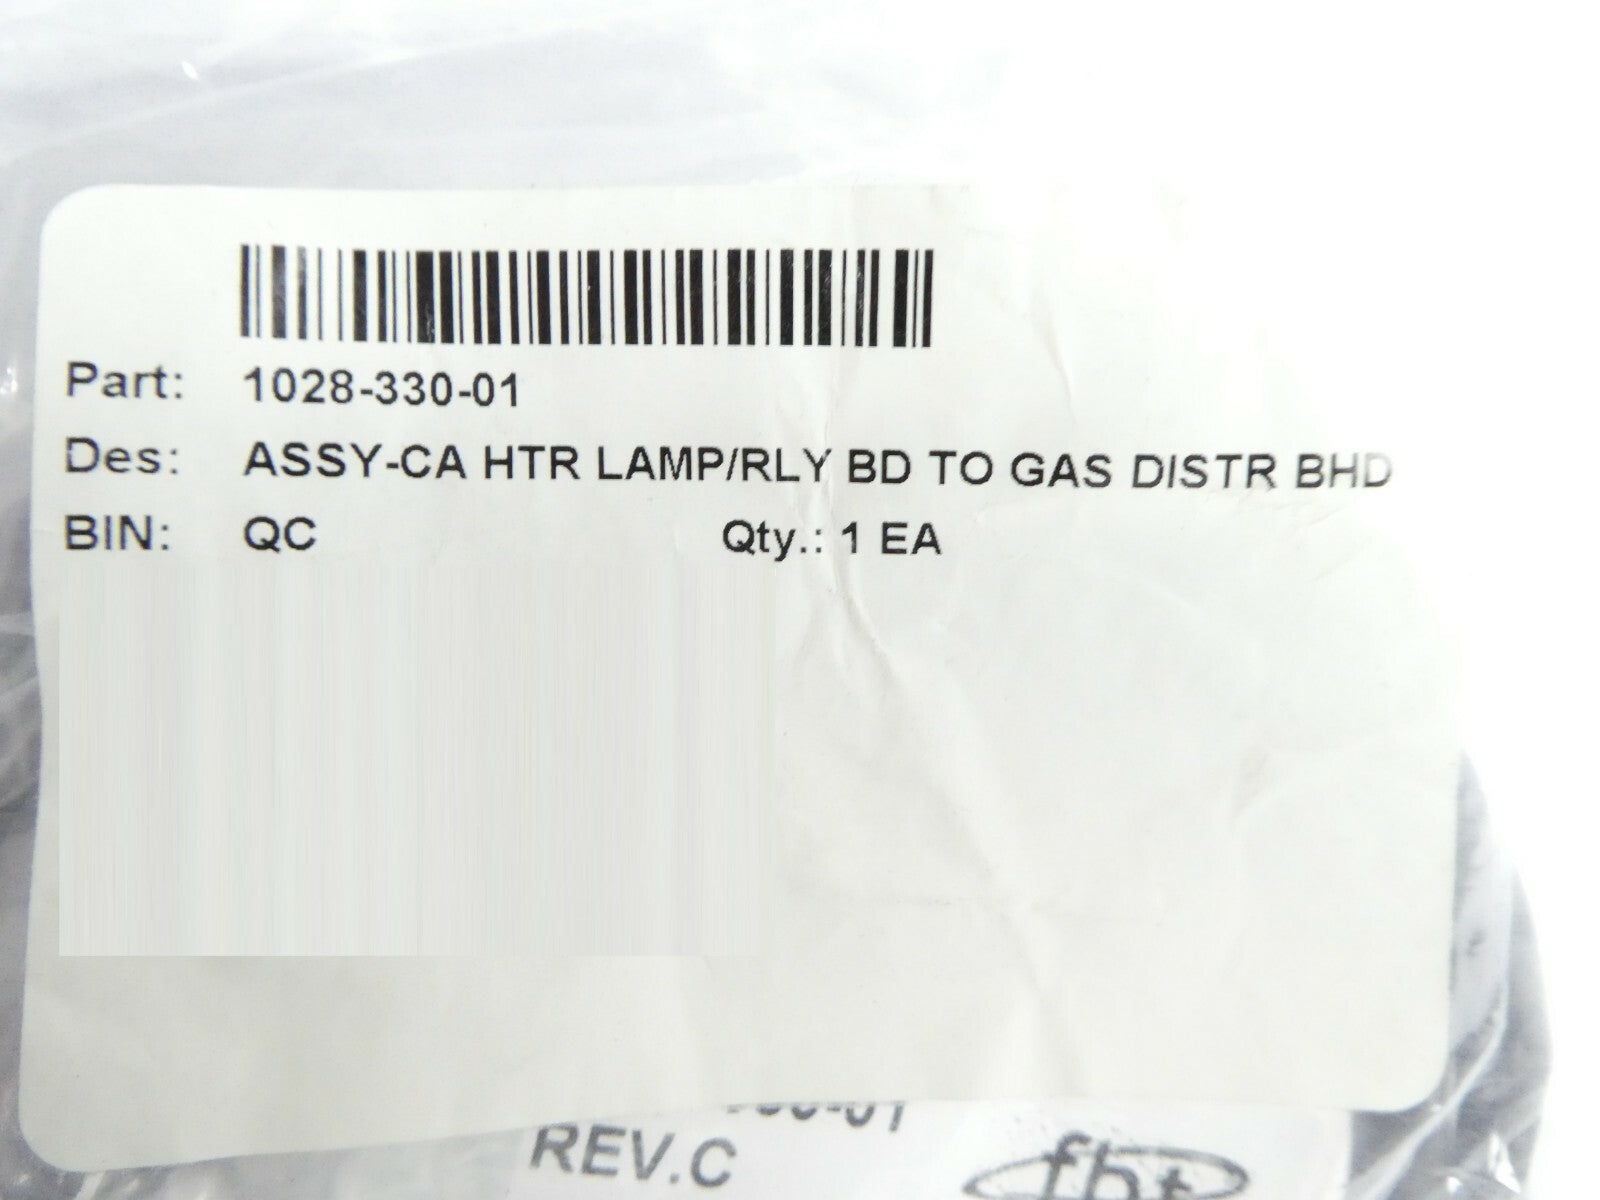 Part: 1028-330-01
Des: ASSY-CA HTR LAMP/RLY BD TO GAS DISTR BHD
BIN: QC Qty.: 1 EA
REV.C
fht